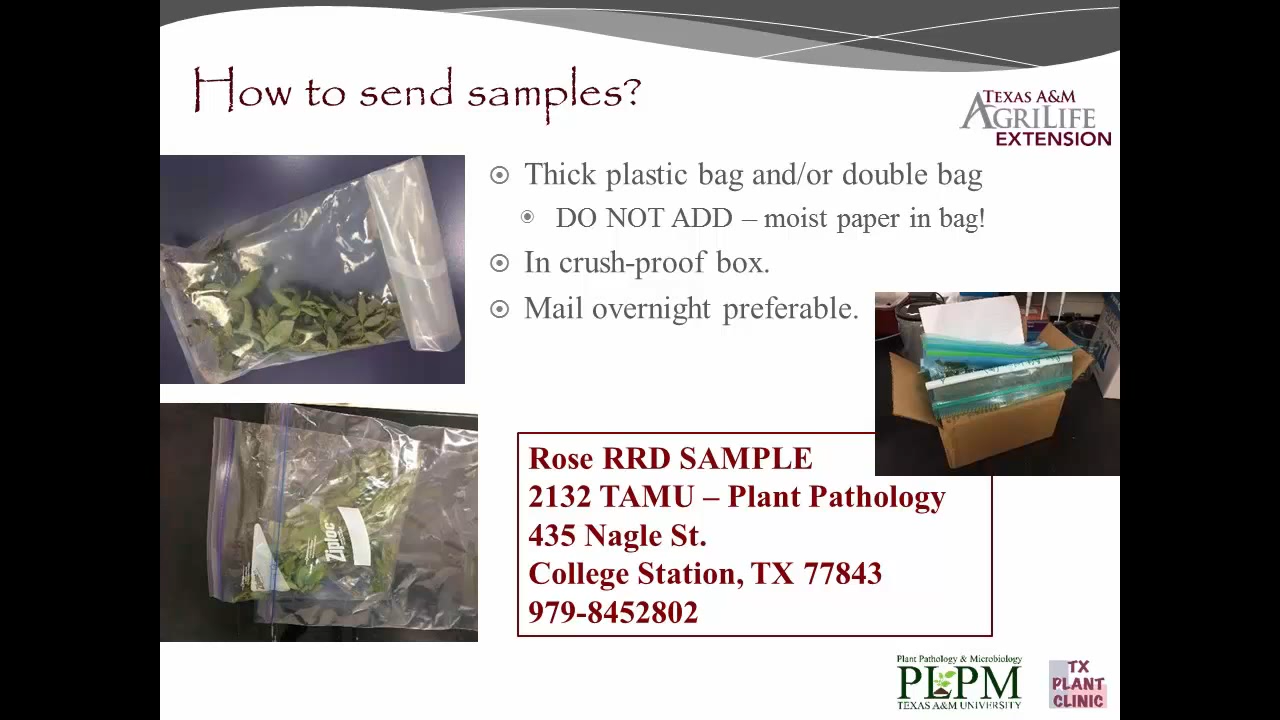 How to send samples?
TEXAS A&M
AGRILIFE
EXTENSION
Thick plastic bag and/or double bag
DO NOT ADD – moist paper in bag!
In crush-proof box.
Mail overnight preferable.
Ziploc
Rose RRD SAMPLE
2132 TAMU – Plant Pathology
435 Nagle St.
College Station, TX 77843
979-8452802
Plant Pathology & Microbiology
PLPM
TEXAS A&M UNIVERSITY
TX
PLANT
CLINIC